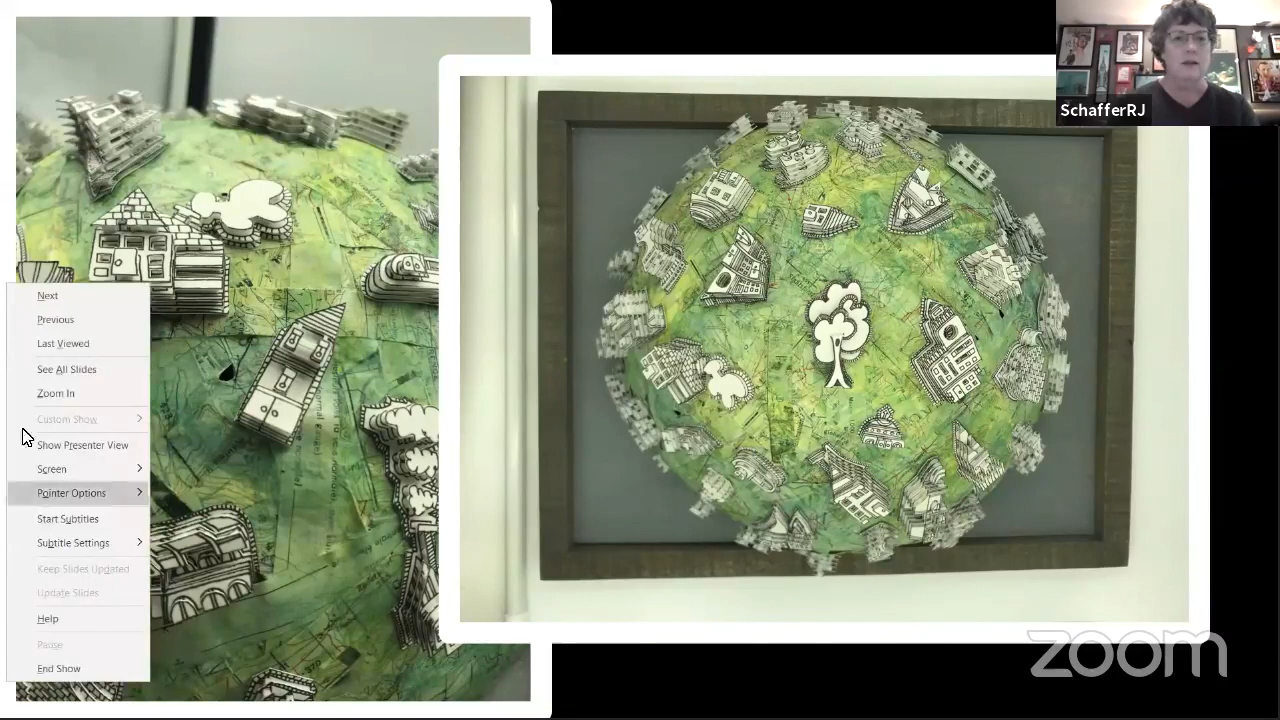 SchafferRJ
Next
Previous
Last Viewed
See All Slides
Zoom In
Custom Show
Show Presenter View
Screen
Pointer Options
Start Subtitles
Subtitle Settings
Keep Slides Updated
Update Slides
Help
Pause
End Show
zoom